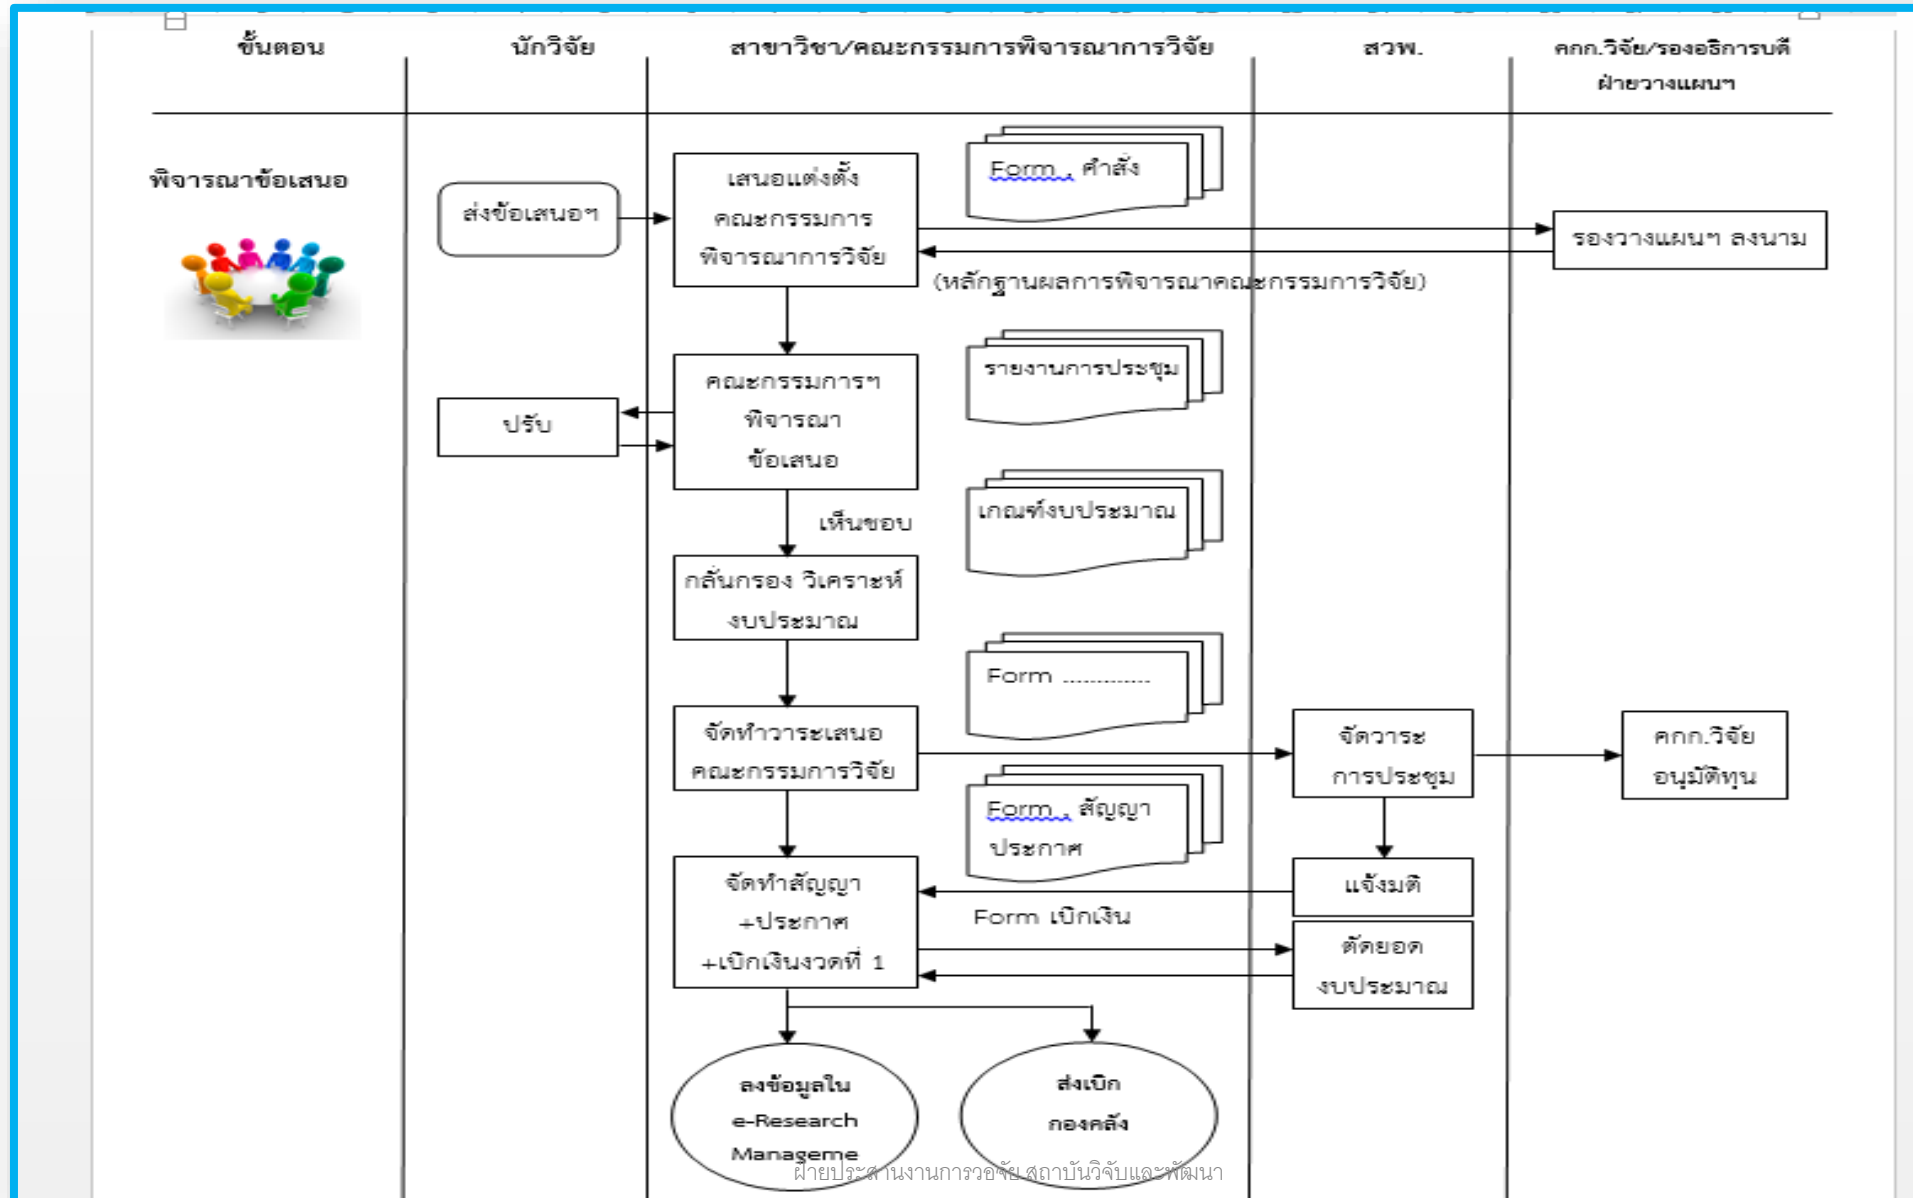 ขั้นตอน
นักวิจัย
สาขาวิชา/คณะกรรมการพิจารณาการวิจัย
สวพ.
คกก.วิจัย/รองอธิการบดี
ฝ่ายวางแผนฯ
พิจารณาข้อเสนอ
ส่งข้อเสนอฯ
เสนอแต่งตั้ง
คณะกรรมการ
พิจารณาการวิจัย
Form , คำสั่ง
รองวางแผนฯ ลงนาม
(หลักฐานผลการพิจารณาคณะกรรมการวิจัย)
ปรับ
คณะกรรมการฯ
พิจารณา
ข้อเสนอ
รายงานการประชุม
เห็นชอบ
เกณฑ์งบประมาณ
กลั่นกรอง วิเคราะห์
งบประมาณ
Form .............
จัดทำวาระเสนอ
คณะกรรมการวิจัย
จัดวาระ
การประชุม
คกก.วิจัย
อนุมัติทุน
Form , สัญญา
ประกาศ
จัดทำสัญญา
+ประกาศ
+เบิกเงินงวดที่ 1
แจ้งมติ
Form เบิกเงิน
ตัดยอด
งบประมาณ
ลงข้อมูลใน
e-Research
Manageme
ส่งเบิก
กองคลัง
ฝ่ายประสานงานการวอจัย สถาบันวิจับและพัฒนา